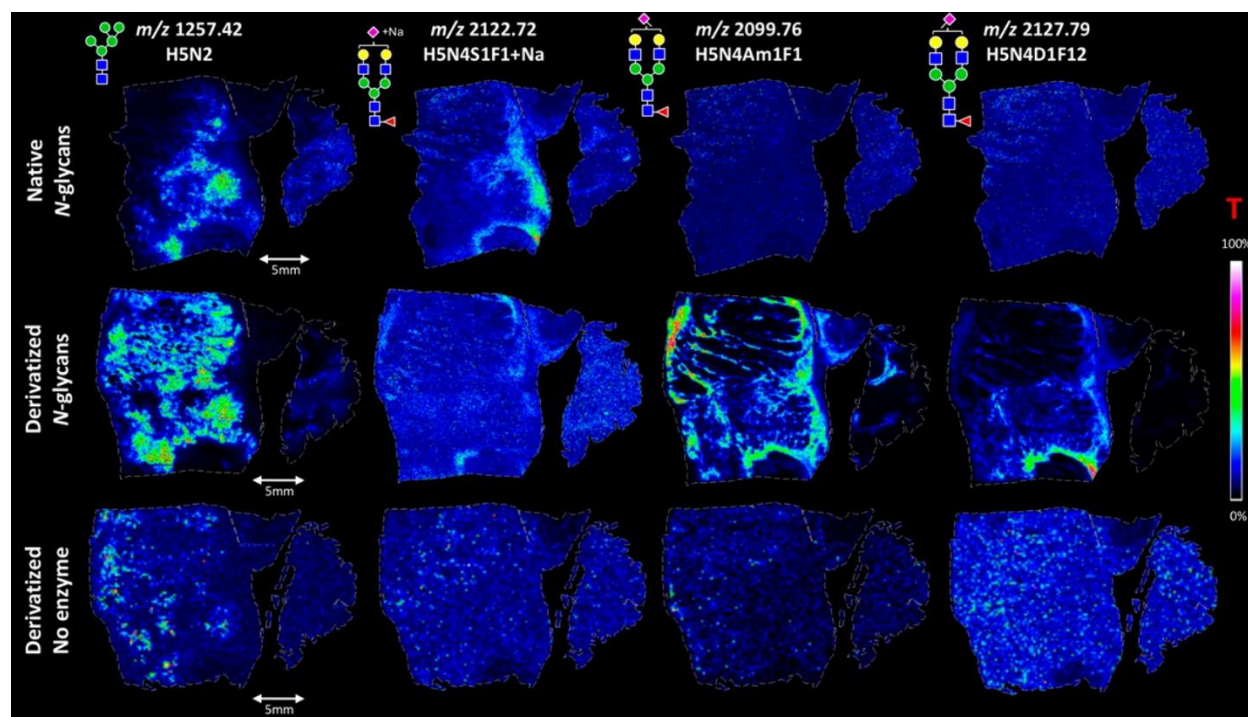 m/z 1257.42
H5N2
+Na
m/z 2122.72
H5N4S1F1+Na
m/z 2099.76
H5N4Am1F1
m/z 2127.79
H5N4D1F12
Native
N-glycans
5mm
Derivatized
N-glycans
5mm
Derivatized
No enzyme
5mm
T
100%
0%